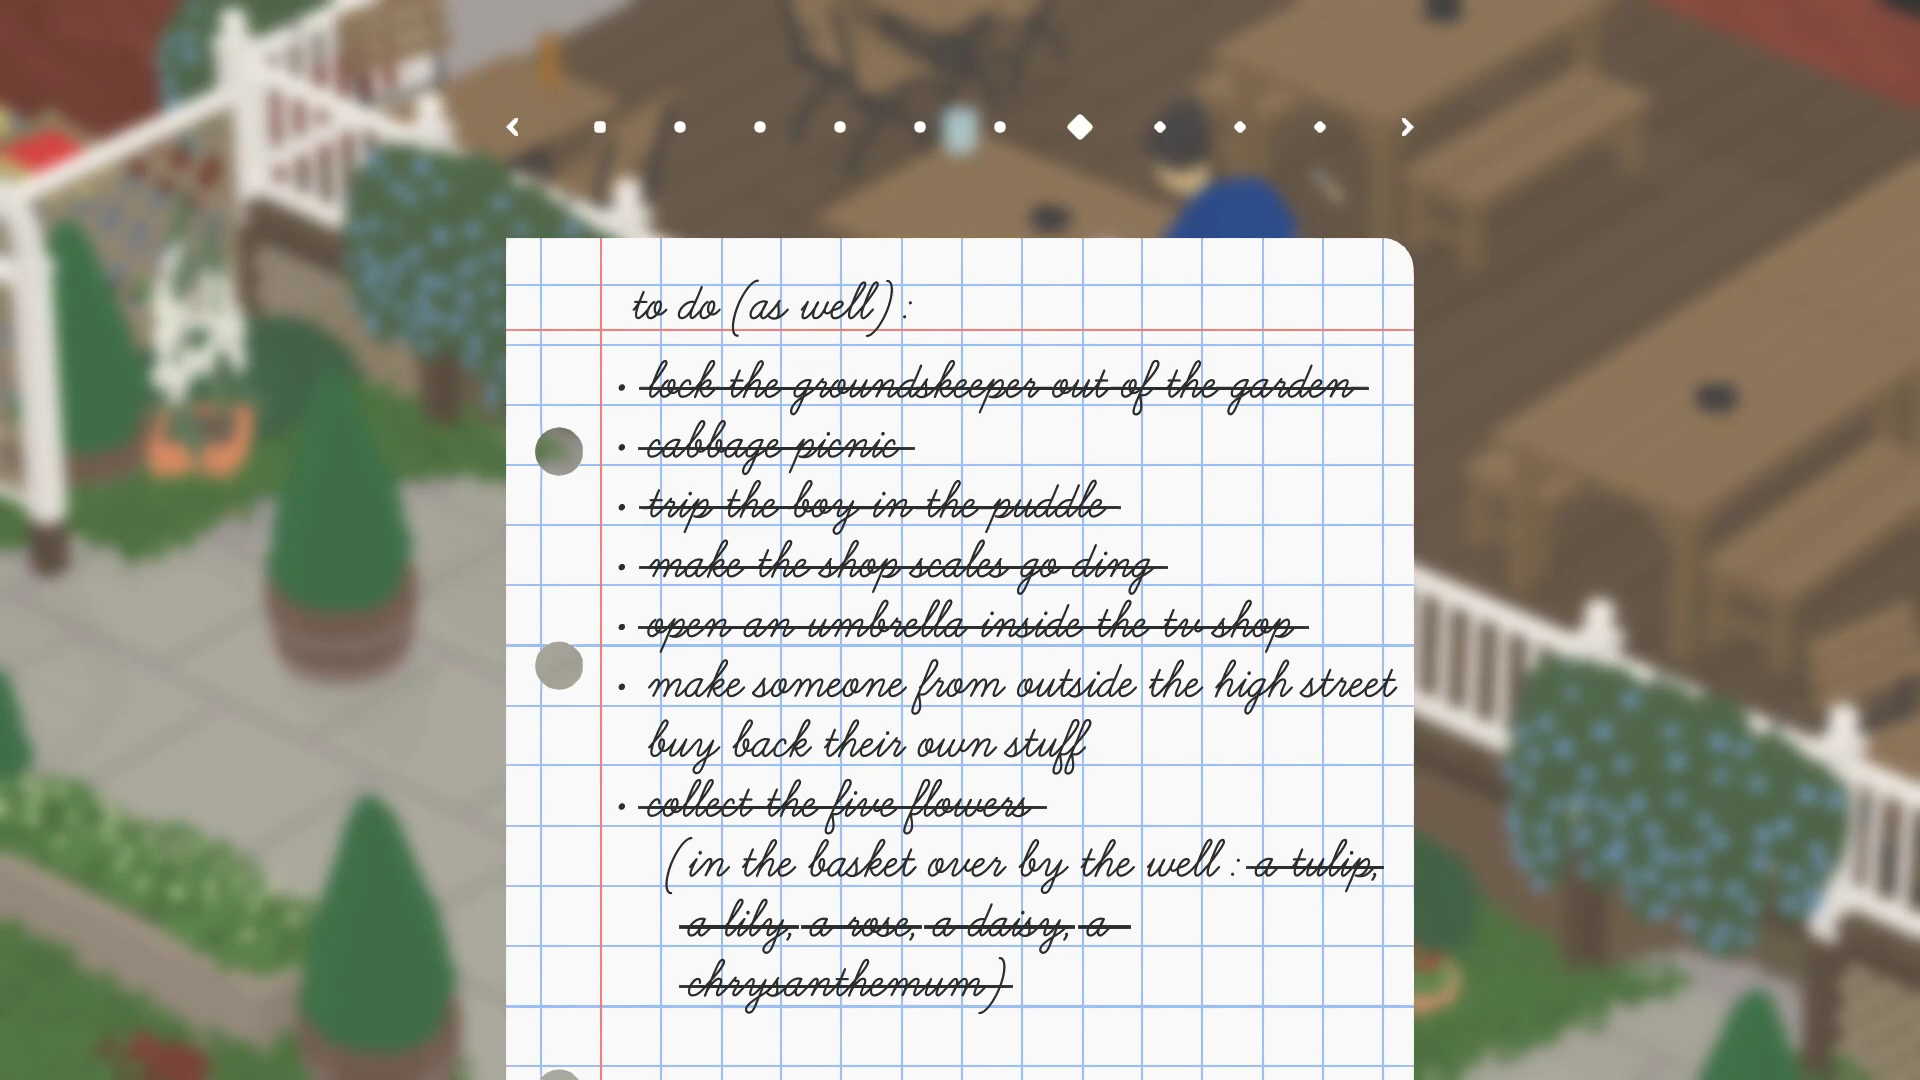 to do (as well) :
• lock the groundskeeper out of the garden
• cabbage picnic
• trip the boy in the puddle
• make the shop scales go ding
• open an umbrella inside the tv shop
• make someone from outside the high street
buy back their own stuff
• collect the five flowers
(in the basket over by the well : a tulip,
a lily, a rose, a daisy, a
chrysanthemum)